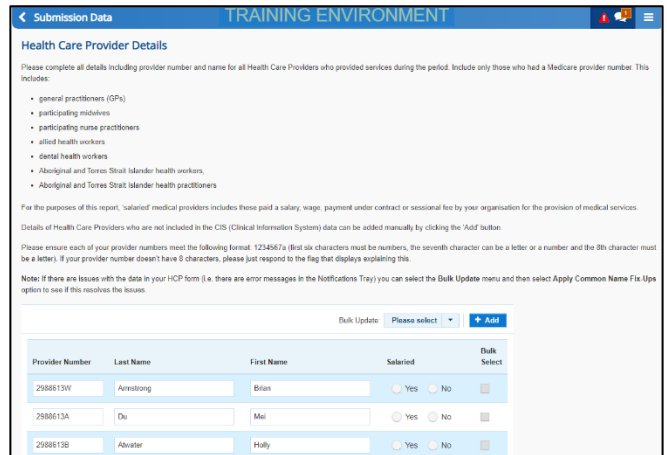 Submission Data
TRAINING ENVIRONMENT
Health Care Provider Details
Please complete all details including provider number and name for all Health Care Providers who provided services during the period. Include only those who had a Medicare provider number. This
includes:
general practitioners (GPs)
participating midwives
participating nurse practitioners
allied health workers
dental health workers
Aboriginal and Torres Strait Islander health workers,
Aboriginal and Torres Strait Islander health practitioners
For the purposes of this report, 'salaried' medical providers includes those paid a salary, wage, payment under contract or sessional fee by your organisation for the provision of medical services.
Details of Health Care Providers who are not included in the CIS (Clinical Information System) data can be added manually by clicking the 'Add' button.
Please ensure each of your provider numbers meet the following format: 1234567a (first six characters must be numbers, the seventh character can be a letter or a number and the 8th character must
be a letter). If your provider number doesn't have 8 characters, please just respond to the flag that displays explaining this.
Note: If there are issues with the data in your HCP form (i.e. there are error messages in the Notifications Tray) you can select the Bulk Update menu and then select Apply Common Name Fix-Ups
option to see if this resolves the issues.
Bulk Update Please select + Add
Provider Number Last Name First Name Salaried Bulk Select
2988613W Armstrong Brian Yes No
2988613A Du Mei Yes No
2988613B Atwater Holly Yes No